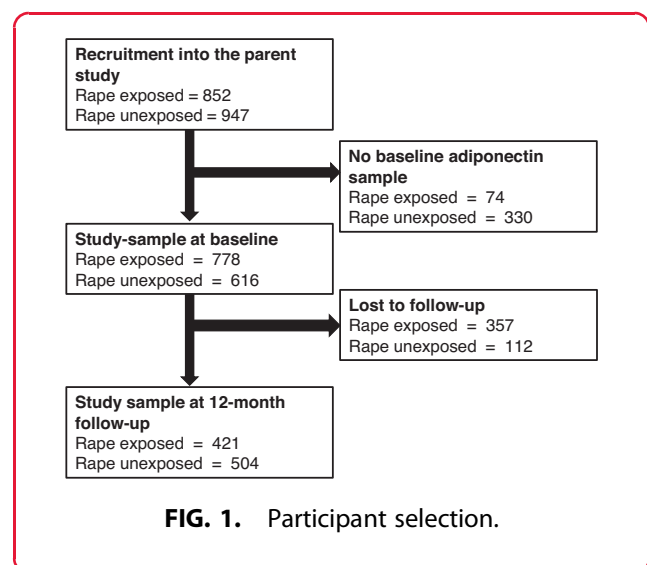 Recruitment into the parent
study
Rape exposed = 852
Rape unexposed = 947
No baseline adiponectin
sample
Rape exposed = 74
Rape unexposed = 330
Study-sample at baseline
Rape exposed = 778
Rape unexposed = 616
Lost to follow-up
Rape exposed = 357
Rape unexposed = 112
Study sample at 12-month
follow-up
Rape exposed = 421
Rape unexposed = 504
FIG. 1. Participant selection.